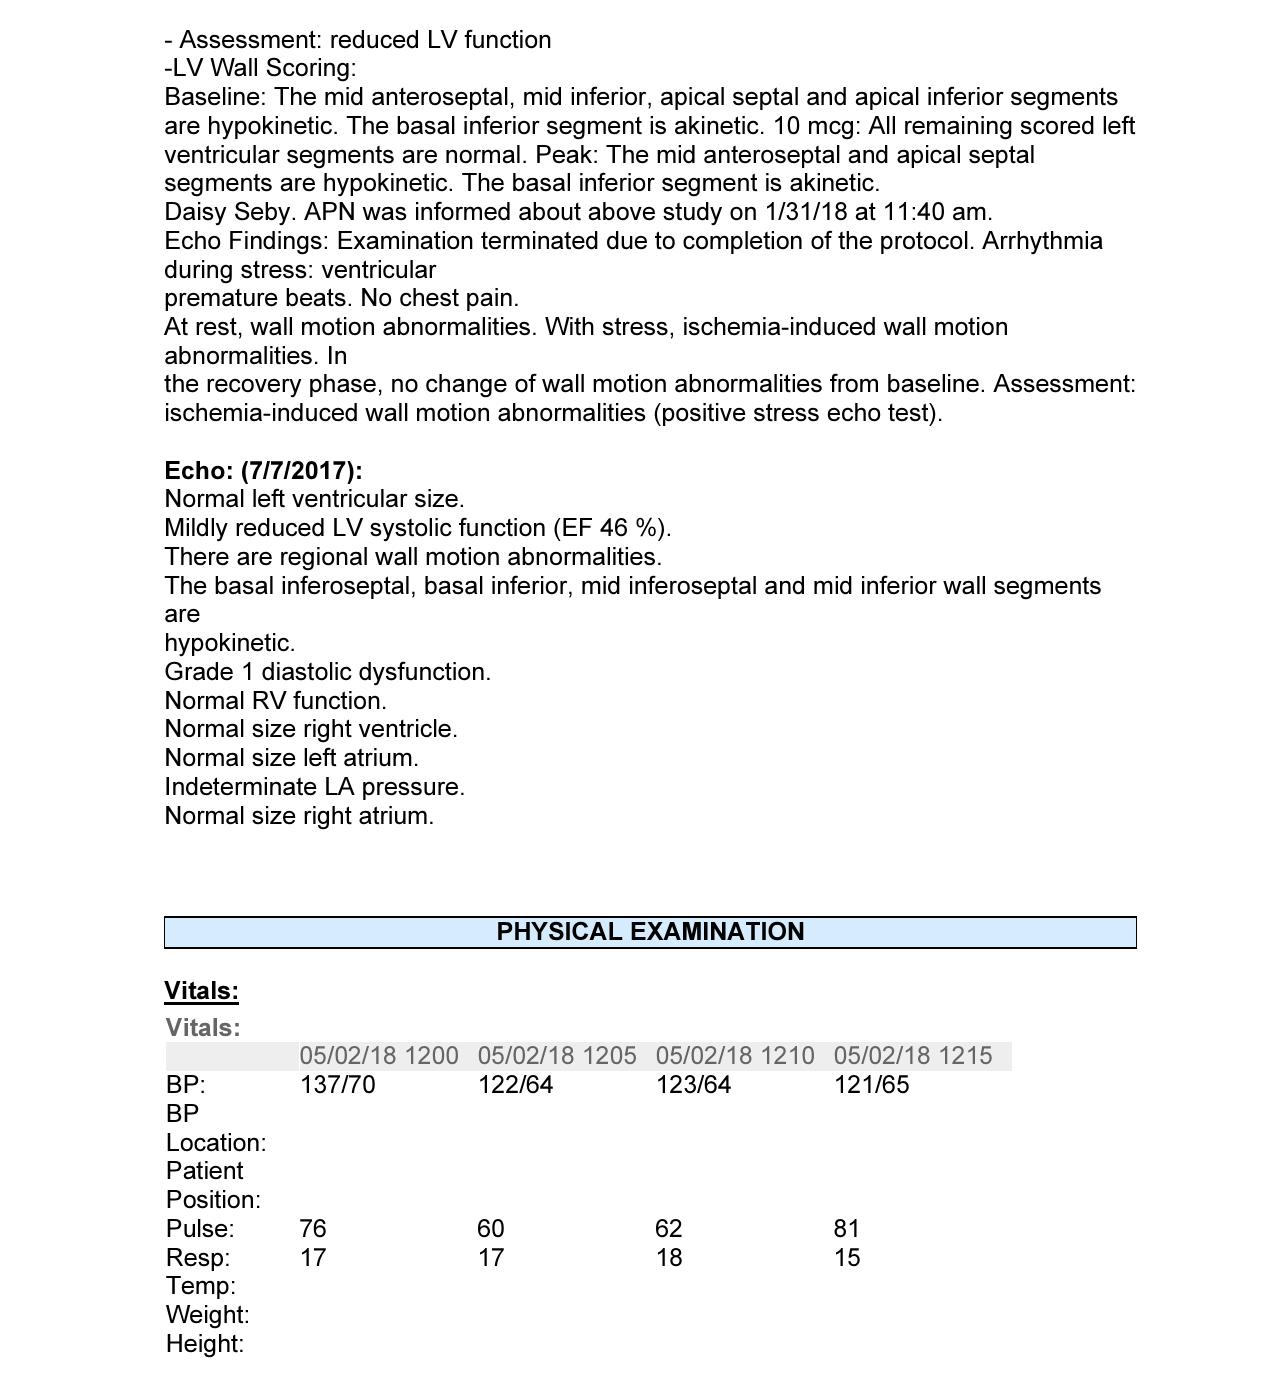 - Assessment: reduced LV function
-LV Wall Scoring:
Baseline: The mid anteroseptal, mid inferior, apical septal and apical inferior segments
are hypokinetic. The basal inferior segment is akinetic. 10 mcg: All remaining scored left
ventricular segments are normal. Peak: The mid anteroseptal and apical septal
segments are hypokinetic. The basal inferior segment is akinetic.
Daisy Seby. APN was informed about above study on 1/31/18 at 11:40 am.
Echo Findings: Examination terminated due to completion of the protocol. Arrhythmia
during stress: ventricular
premature beats. No chest pain.
At rest, wall motion abnormalities. With stress, ischemia-induced wall motion
abnormalities. In
the recovery phase, no change of wall motion abnormalities from baseline. Assessment:
ischemia-induced wall motion abnormalities (positive stress echo test).
Echo: (7/7/2017):
Normal left ventricular size.
Mildly reduced LV systolic function (EF 46 %).
There are regional wall motion abnormalities.
The basal inferoseptal, basal inferior, mid inferoseptal and mid inferior wall segments
are
hypokinetic.
Grade 1 diastolic dysfunction.
Normal RV function.
Normal size right ventricle.
Normal size left atrium.
Indeterminate LA pressure.
Normal size right atrium.
PHYSICAL EXAMINATION
Vitals:
Vitals:
05/02/18 1200 05/02/18 1205 05/02/18 1210 05/02/18 1215
BP: 137/70 122/64 123/64 121/65
BP
Location:
Patient
Position:
Pulse: 76 60 62 81
Resp: 17 17 18 15
Temp:
Weight:
Height: